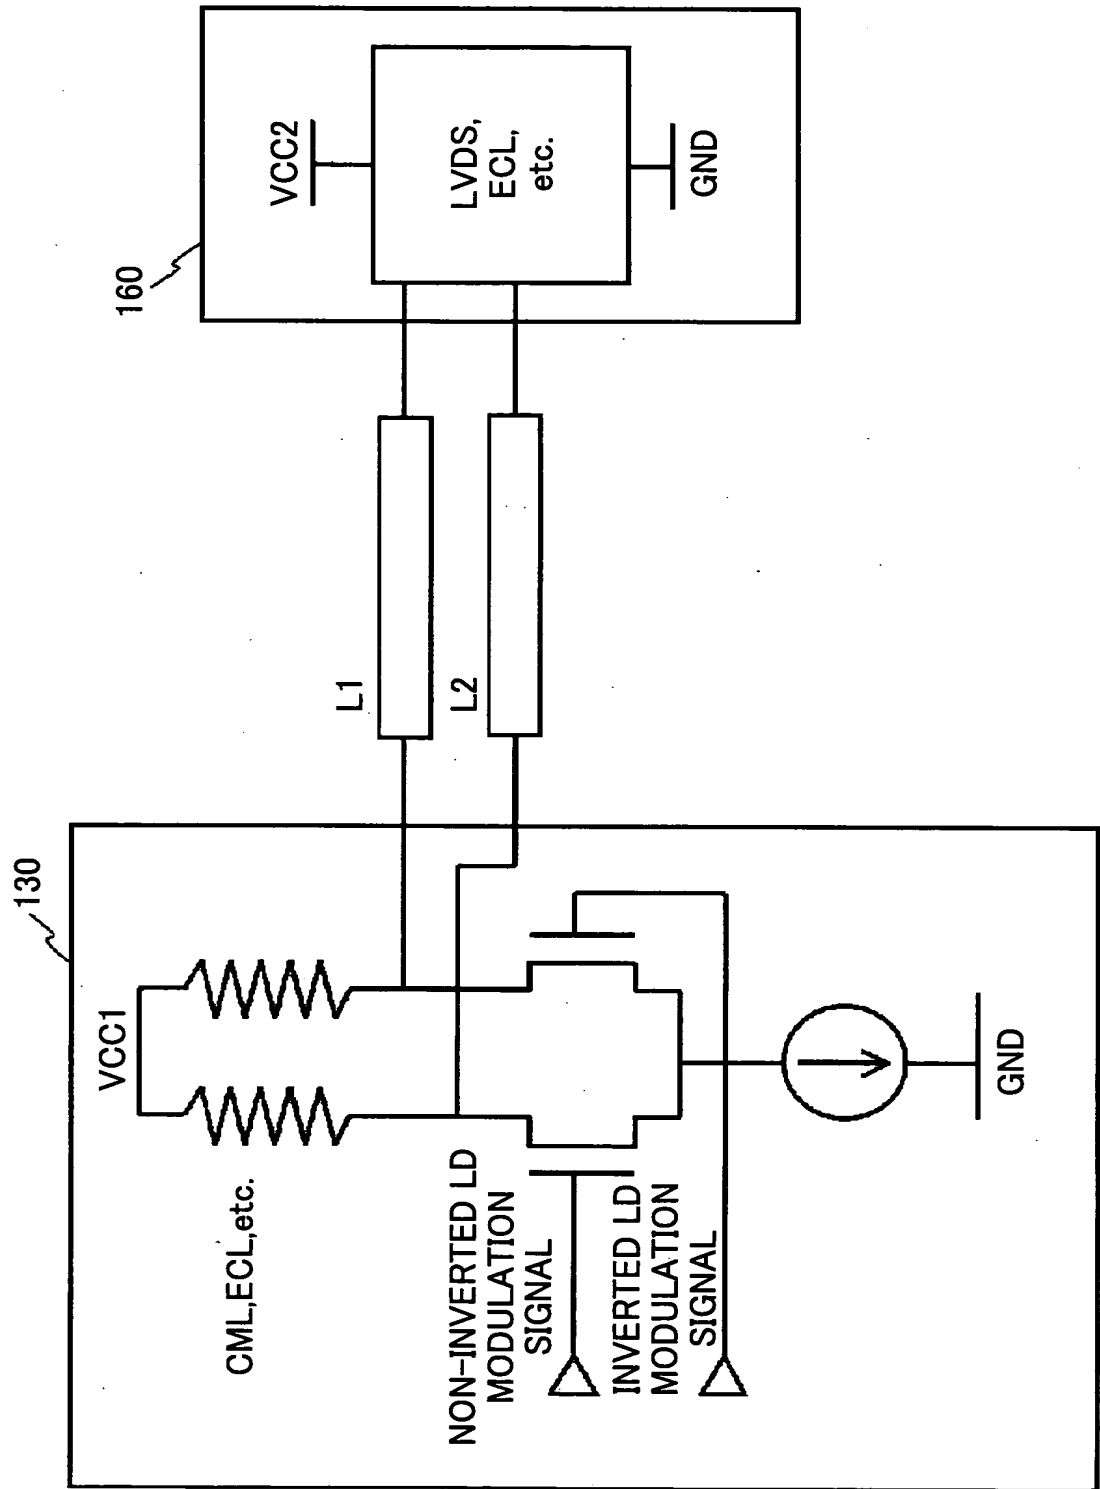 130
VCC1
CML,ECL,etc.
NON-INVERTED LD
MODULATION
SIGNAL
INVERTED LD
MODULATION
SIGNAL
GND
L1
L2
160
VCC2
LVDS,
ECL,
etc.
GND